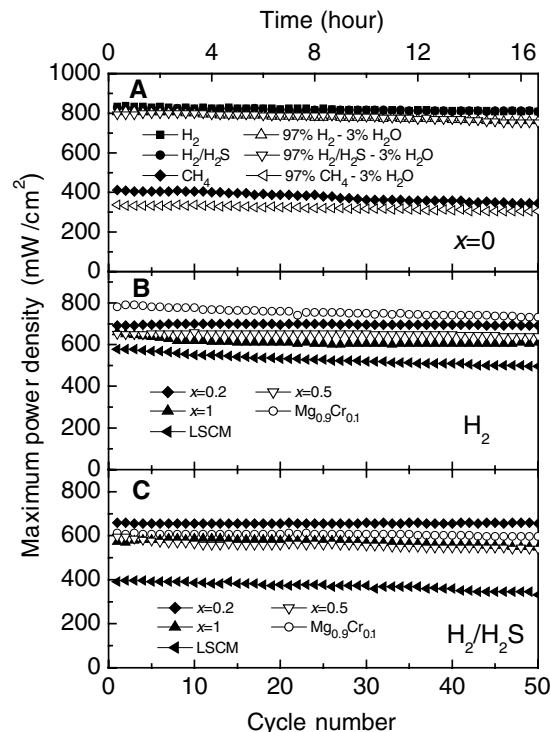 Time (hour)
0 4 8 12 16
Maximum power density (mW/cm²)
1000
800
600
400
200
0
A
H₂
H₂/H₂S
CH₄
97% H₂ - 3% H₂O
97% H₂/H₂S - 3% H₂O
97% CH₄ - 3% H₂O
x=0
800
600
400
200
0
B
x=0.2
x=1
LSCM
x=0.5
Mg₀.₉Cr₀.₁
H₂
800
600
400
200
0
C
x=0.2
x=1
LSCM
x=0.5
Mg₀.₉Cr₀.₁
H₂/H₂S
0 10 20 30 40 50
Cycle number